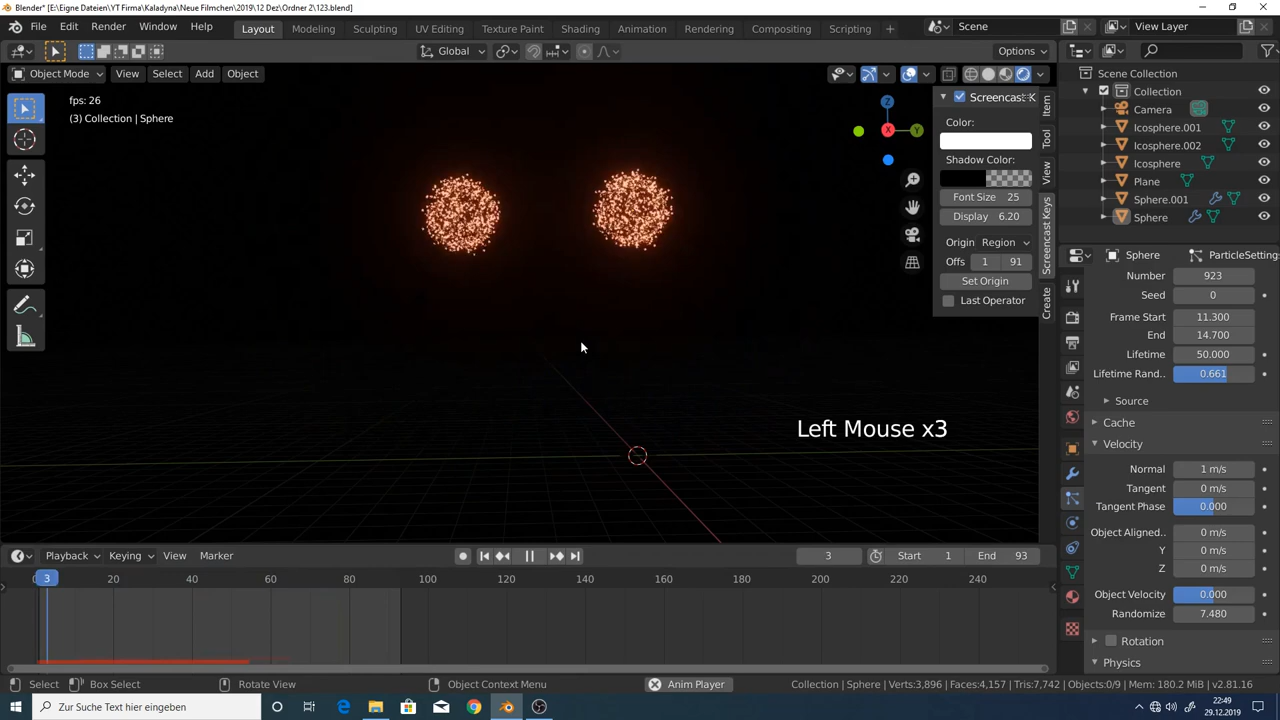 Blender* [E:\Eigne Dateien\YT Firma\Kaladyna\Neue Filmchen\2019\12 Dez\Ordner 2\123.blend]
File Edit Render Window Help Layout Modeling Sculpting UV Editing Texture Paint Shading Animation Rendering Compositing Scripting + Scene View Layer
Global Options
Object Mode View Select Add Object
fps: 26
(3) Collection | Sphere
Z
X
Y
Screencast K
Color:
Shadow Color:
Font Size 25
Display 6.20
Origin Region
Offs 1 91
Set Origin
Last Operator
Item
Tool
View
Screencast Keys
Create
Left Mouse x3
Scene Collection
Collection
Camera
Icosphere.001
Icosphere.002
Icosphere
Plane
Sphere.001
Sphere
Sphere ParticleSetting
Number 923
Seed 0
Frame Start 11.300
End 14.700
Lifetime 50.000
Lifetime Rand.. 0.661
Source
Cache
Velocity
Normal 1 m/s
Tangent 0 m/s
Tangent Phase 0.000
Object Aligned.. 0 m/s
Y 0 m/s
Z 0 m/s
Object Velocity 0.000
Randomize 7.480
Rotation
Physics
Playback Keying View Marker 3 Start 1 End 93
3 20 40 60 80 100 120 140 160 180 200 220 240
Select Box Select Rotate View Object Context Menu Anim Player Collection | Sphere | Verts:3,896 | Faces:4,157 | Tris:7,742 | Objects:0/9 | Mem: 180.2 MiB | v2.81.16
Zur Suche Text hier eingeben
22:49
29.12.2019